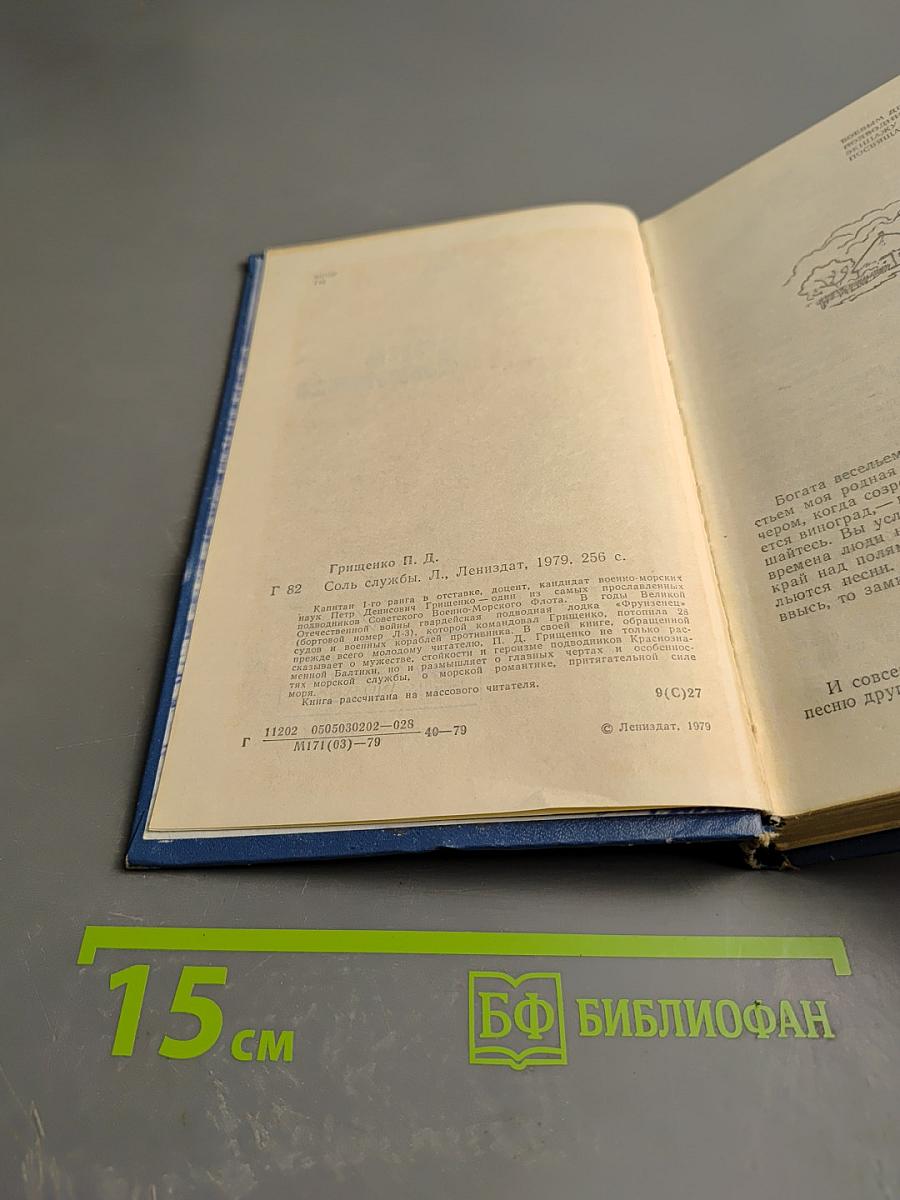 Грищенко П. Д.
Г 82 Соль службы. Л., Лениздат, 1979. 256 с.
Капитан 1-го ранга в отставке, доцент, кандидат военно-морских
наук Петр Денисович Грищенко — один из самых прославленных
подводников Советского Военно-Морского Флота. В годы Великой
Отечественной войны гвардейская подводная лодка «Фрунзенец»
(бортовой номер Л-3), которой командовал Грищенко, потопила 28
судов и военных кораблей противника. В своей книге, обращенной
прежде всего молодому читателю, П. Д. Грищенко не только рас-
сказывает о мужестве, стойкости и героизме подводников Краснозна-
менной Балтики, но и размышляет о главных чертах и особеннос-
тях морской службы, о морской романтике, притягательной силе
моря.
Книга рассчитана на массового читателя.
9(С)27
Г 11202 0505030202—028
М171(03)—79
40—79
© Лениздат, 1979
БОЕВЫМ
ЭКИПАЖУ
Богата весельем
стьем моя родная
чером, когда созр
ется виноград,—
шайтесь. Вы усл
времена люди
край над полям
льются песни.
ввысь, то зами
И совсе
песню друг
15 см
БФ БИБЛИОФАН